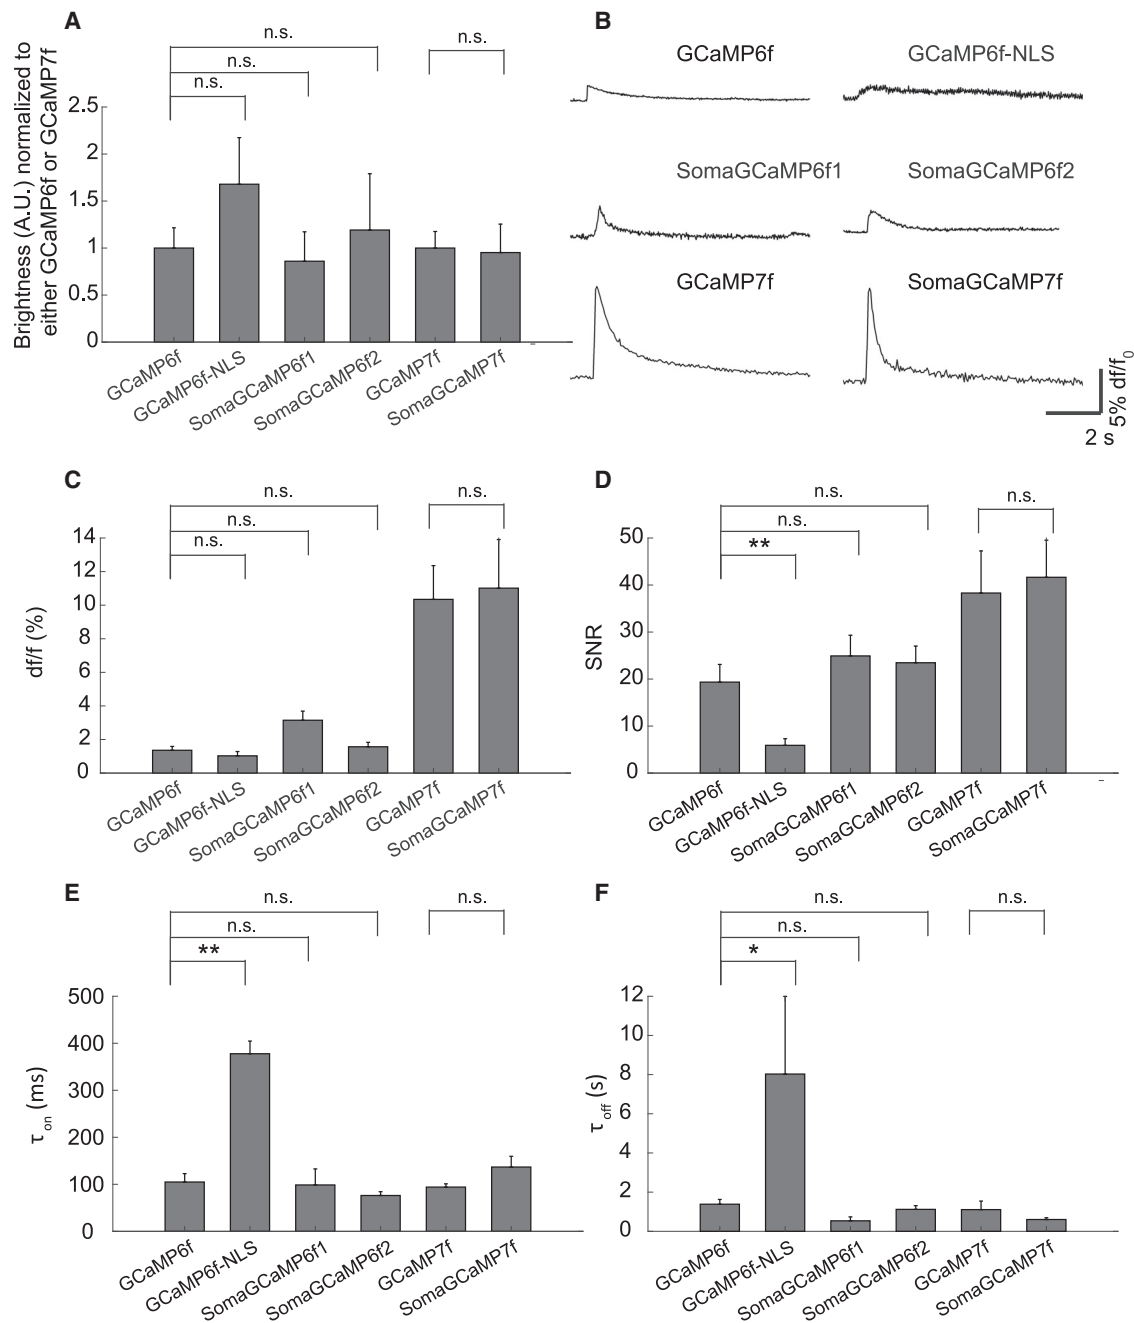 A
Brightness (A.U.) normalized to
either GCaMP6f or GCaMP7f
n.s.
n.s.
n.s.
n.s.
2.5
2
1.5
1
0.5
0
GCaMP6f
GCaMP6f-NLS
SomaGCaMP6f1
SomaGCaMP6f2
GCaMP7f
SomaGCaMP7f
B
GCaMP6f
GCaMP6f-NLS
SomaGCaMP6f1
SomaGCaMP6f2
GCaMP7f
SomaGCaMP7f
5% df/f0
2 s
C
n.s.
n.s.
n.s.
n.s.
df/f (%)
14
12
10
8
6
4
2
0
GCaMP6f
GCaMP6f-NLS
SomaGCaMP6f1
SomaGCaMP6f2
GCaMP7f
SomaGCaMP7f
D
n.s.
n.s.
n.s.
**
SNR
50
40
30
20
10
0
GCaMP6f
GCaMP6f-NLS
SomaGCaMP6f1
SomaGCaMP6f2
GCaMP7f
SomaGCaMP7f
E
n.s.
n.s.
n.s.
**
τon (ms)
500
400
300
200
100
0
GCaMP6f
GCaMP6f-NLS
SomaGCaMP6f1
SomaGCaMP6f2
GCaMP7f
SomaGCaMP7f
F
n.s.
n.s.
n.s.
*
τoff (s)
12
10
8
6
4
2
0
GCaMP6f
GCaMP6f-NLS
SomaGCaMP6f1
SomaGCaMP6f2
GCaMP7f
SomaGCaMP7f